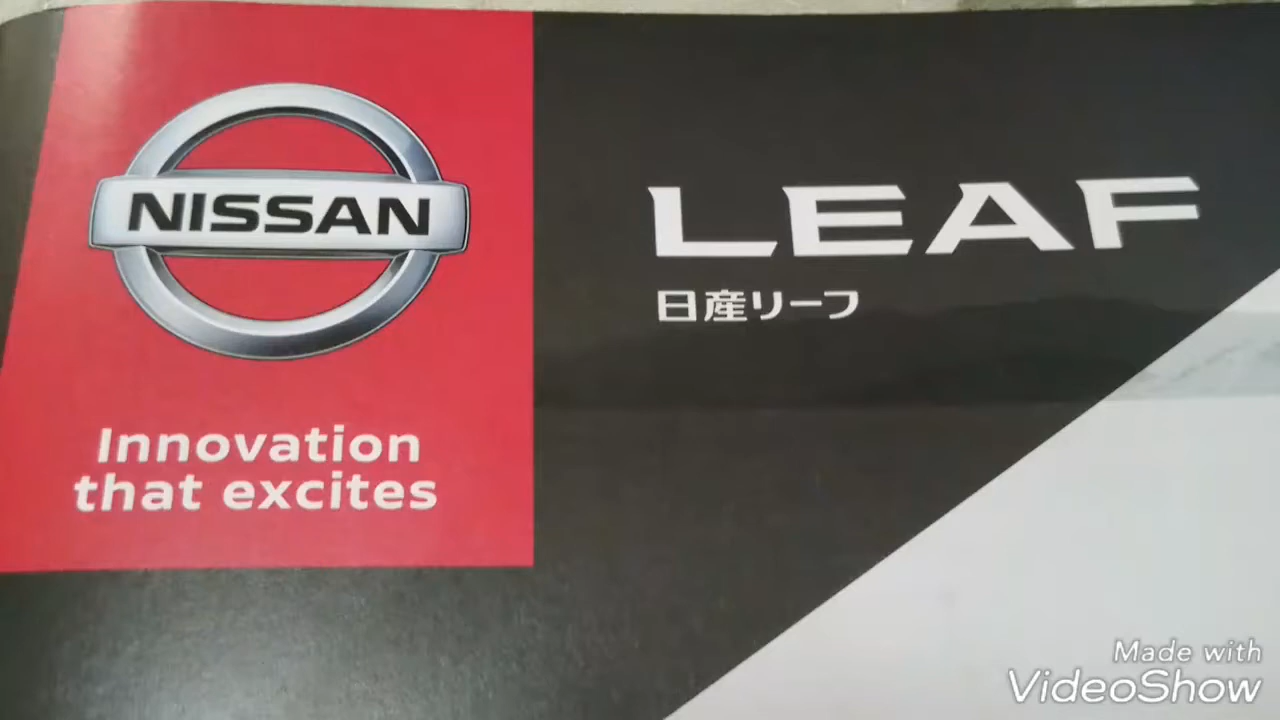 NISSAN
Innovation
that excites
LEAF
日産リーフ
Made with
VideoShow